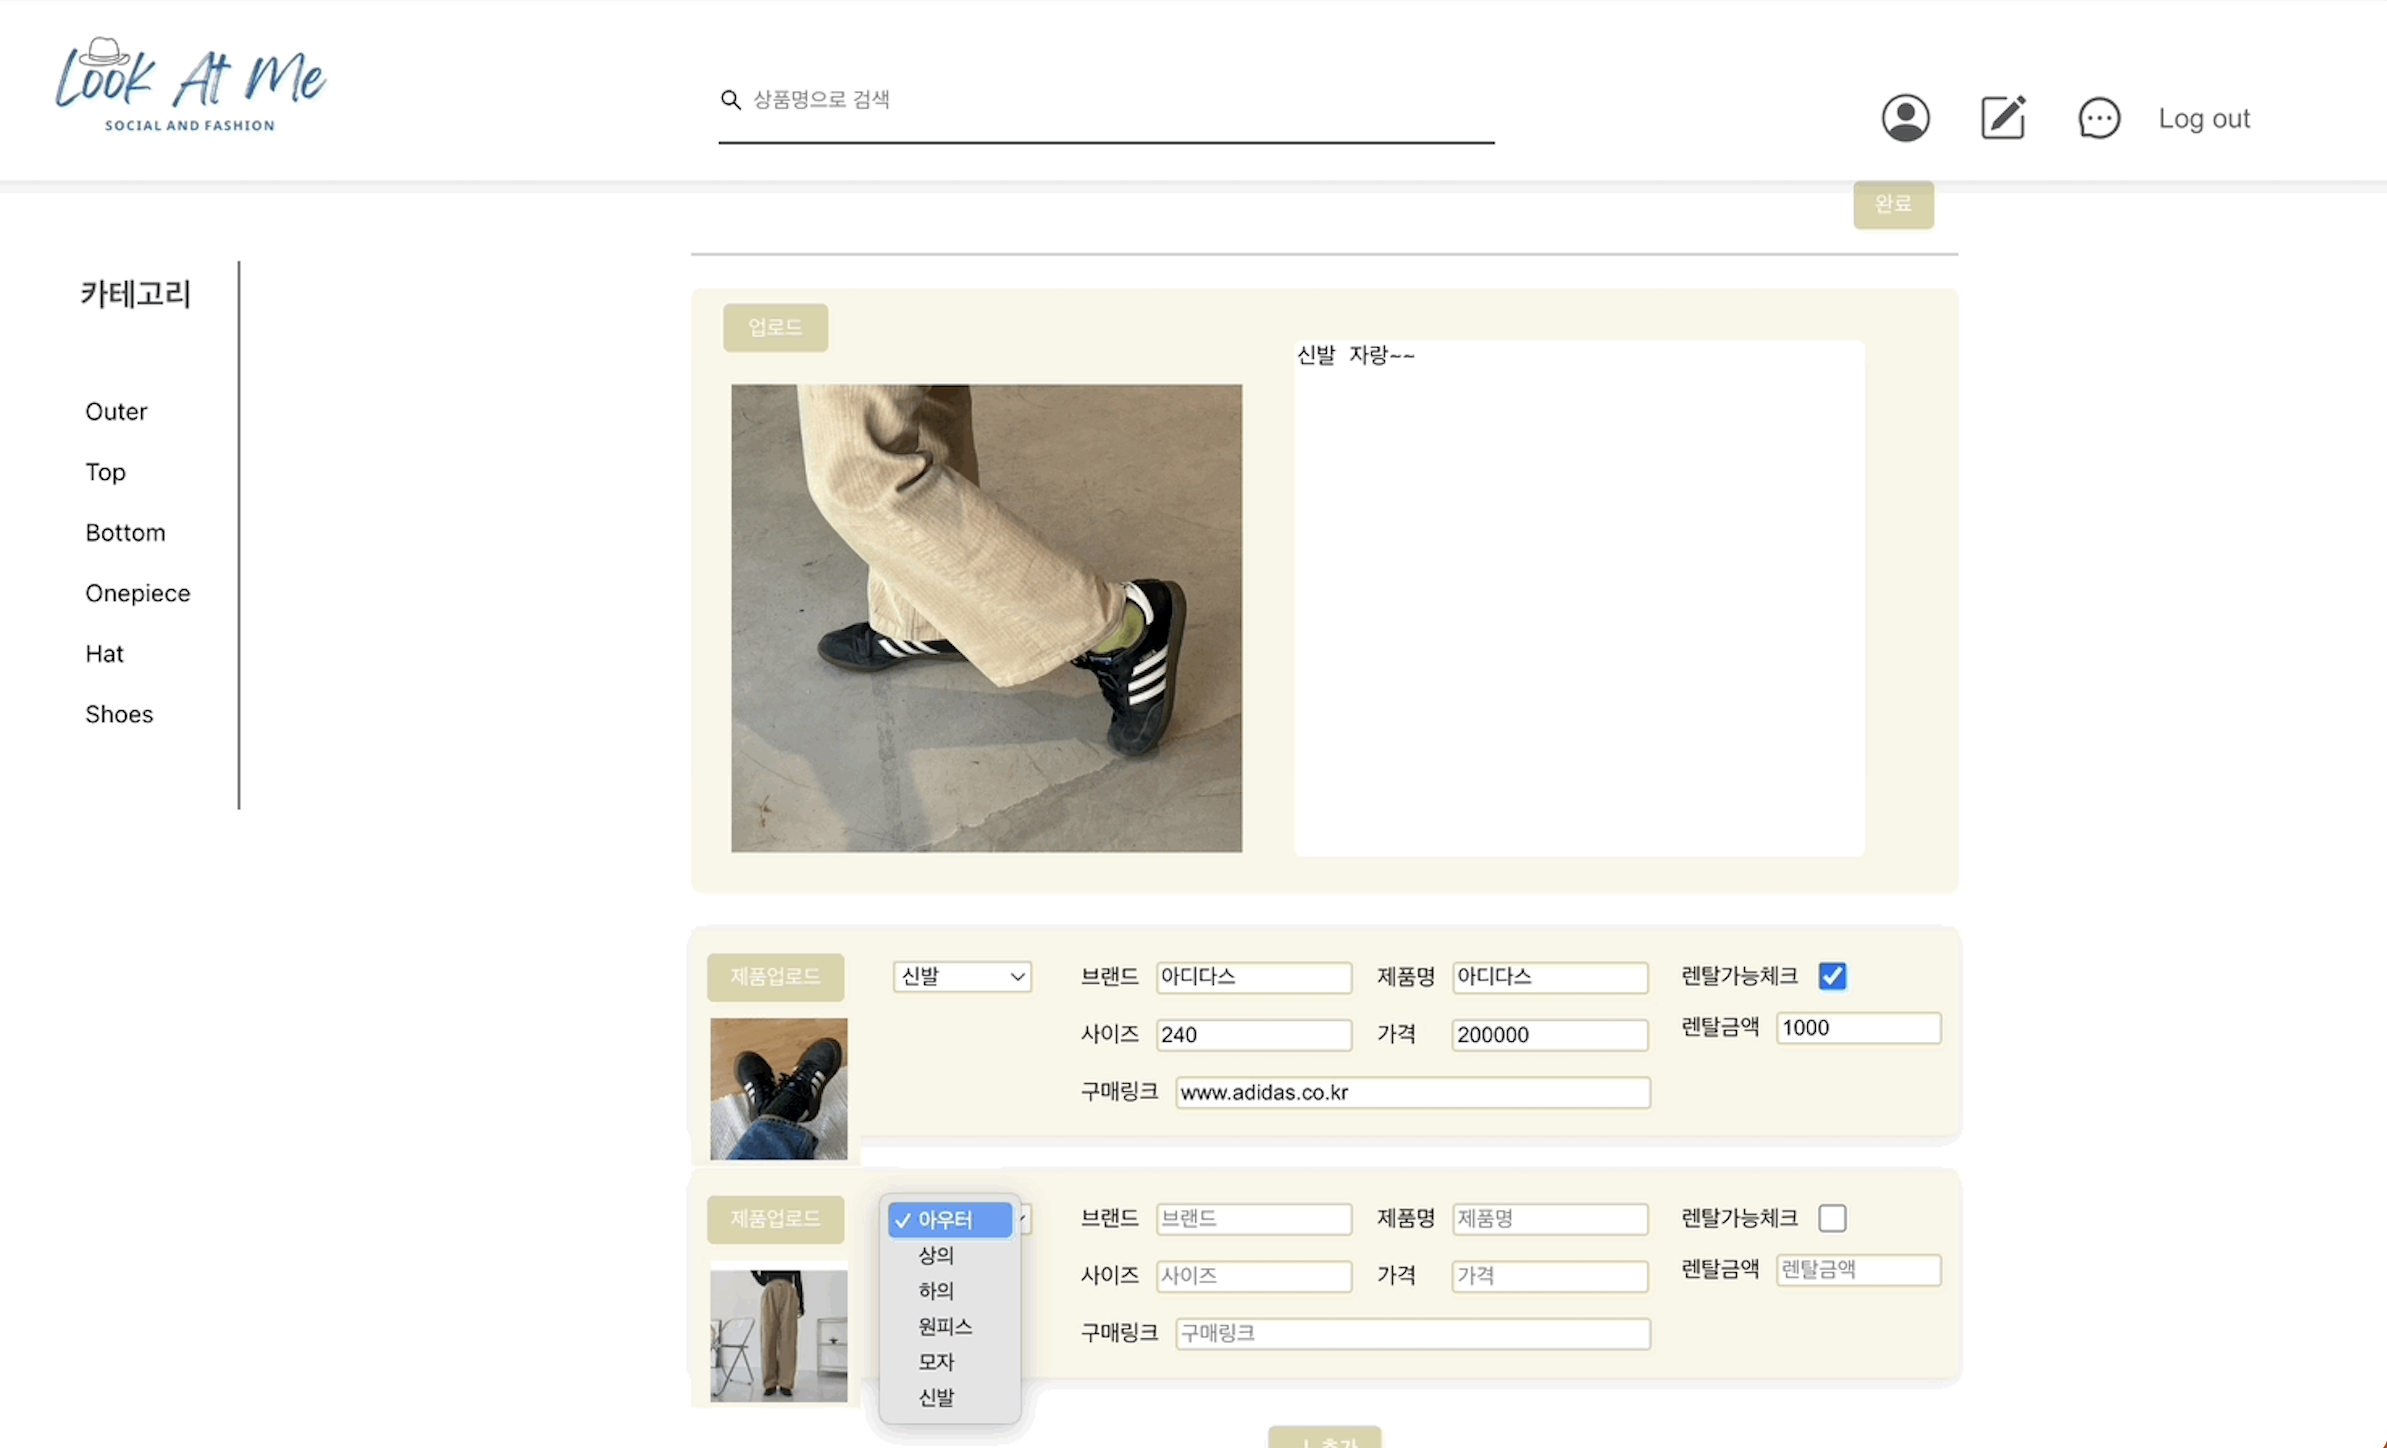 Look At Me
SOCIAL AND FASHION
상품명으로 검색
Log out
완료
카테고리
Outer
Top
Bottom
Onepiece
Hat
Shoes
업로드
신발 자랑~~
제품업로드
신발
브랜드 아디다스 제품명 아디다스 렌탈가능체크
사이즈 240 가격 200000 렌탈금액 1000
구매링크 www.adidas.co.kr
제품업로드
아우터
상의
하의
원피스
모자
신발
브랜드 브랜드 제품명 제품명 렌탈가능체크
사이즈 사이즈 가격 가격 렌탈금액 렌탈금액
구매링크 구매링크